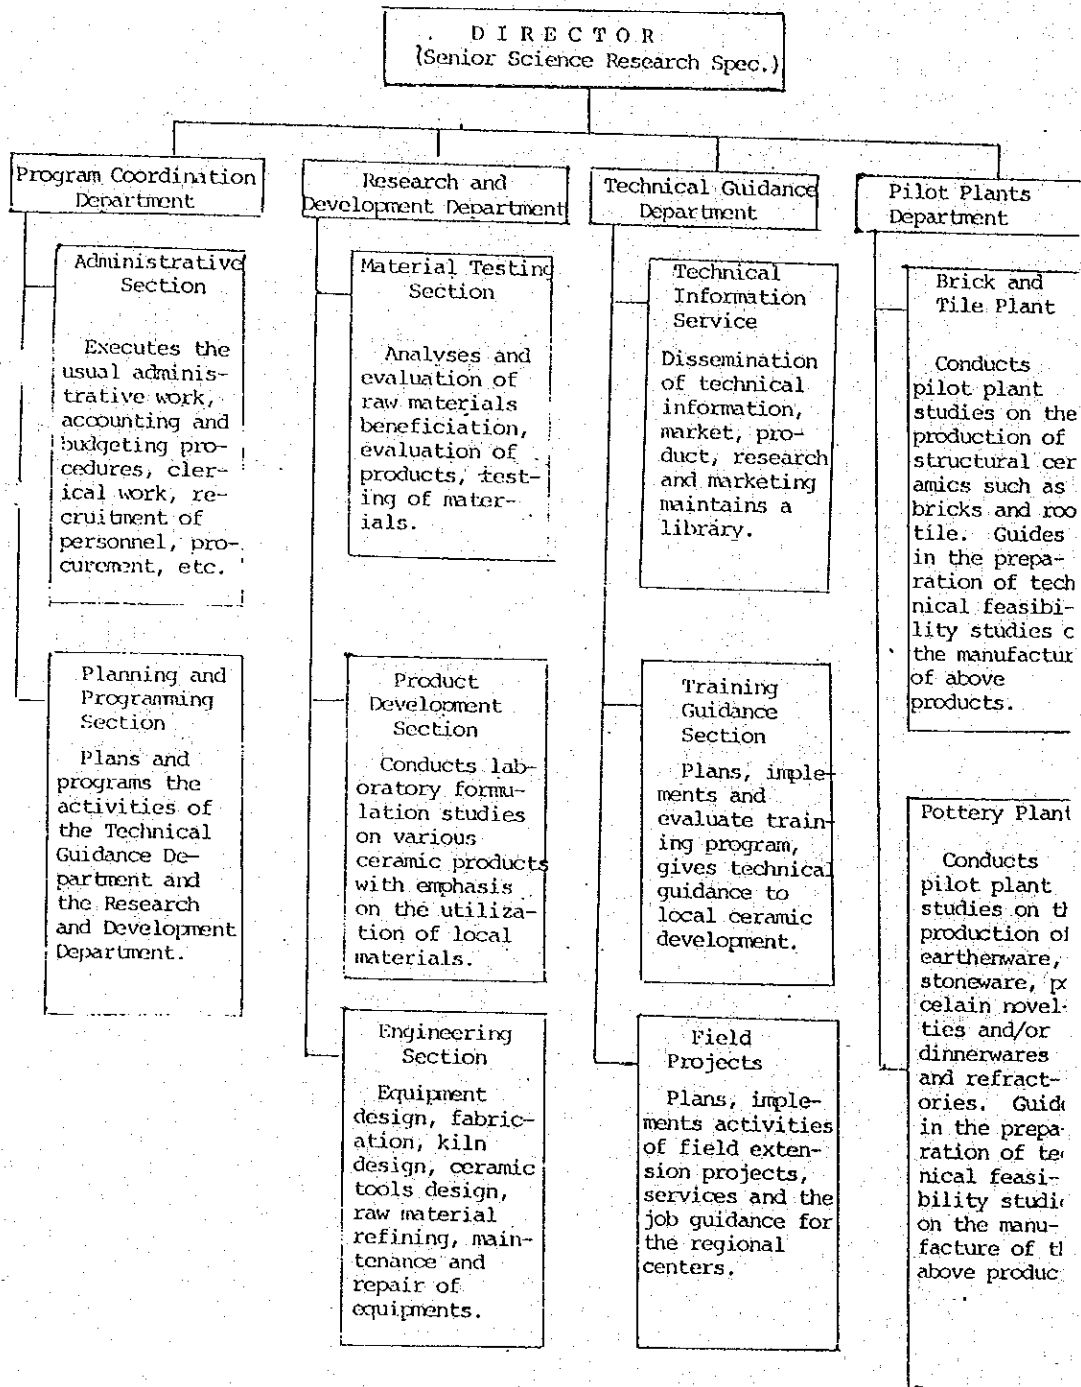 D I R E C T O R
(Senior Science Research Spec.)
Program Coordination
Department
Administrative
Section
Executes the
usual adminis-
trative work,
accounting and
budgeting pro-
cedures, cler-
ical work, re-
cruitment of
personnel, pro-
curement, etc.
Planning and
Programming
Section
Plans and
programs the
activities of
the Technical
Guidance De-
partment and
the Research
and Development
Department.
Research and
Development Department
Material Testing
Section
Analyses and
evaluation of
raw materials
beneficiation,
evaluation of
products, test-
ing of mater-
ials.
Product
Development
Section
Conducts lab-
oratory formu-
lation studies
on various
ceramic products
with emphasis
on the utiliza-
tion of local
materials.
Engineering
Section
Equipment
design, fabric-
ation, kiln
design, ceramic
tools design,
raw material
refining, main-
tenance and
repair of
equipments.
Technical Guidance
Department
Technical
Information
Service
Dissemination
of technical
information,
market, pro-
duct, research
and marketing
maintains a
library.
Training
Guidance
Section
Plans, imple-
ments and
evaluate train-
ing program,
gives technical
guidance to
local ceramic
development.
Field
Projects
Plans, imple-
ments activities
of field exten-
sion projects,
services and the
job guidance for
the regional
centers.
Pilot Plants
Department
Brick and
Tile Plant
Conducts
pilot plant
studies on the
production of
structural cer
amics such as
bricks and roo
tile. Guides
in the prepa-
ration of tech
nical feasibi-
lity studies
the manufactur
of above
products.
Pottery Plant
Conducts
pilot plant
studies on
production
earthenware,
stoneware,
celain novel-
ties and/or
dinnerwares
and refract-
ories.
in the prepa-
ration of
nical feasi-
bility
on the manu-
facture of
above